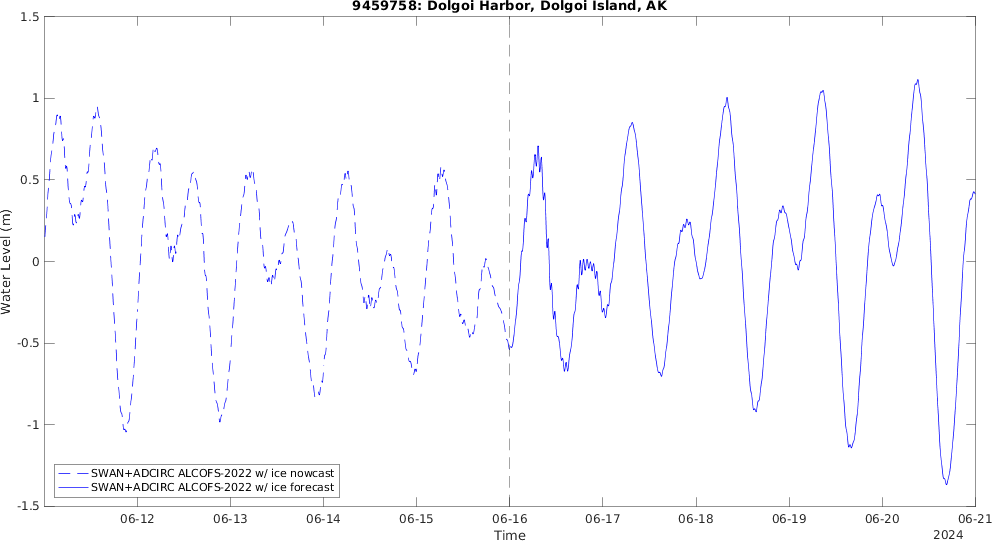 9459758: Dolgoi Harbor, Dolgoi Island, AK
1.5
1
0.5
0
-0.5
-1
-1.5
Water Level (m)
SWAN+ADCIRC ALCOFS-2022 w/ ice nowcast
SWAN+ADCIRC ALCOFS-2022 w/ ice forecast
06-12 06-13 06-14 06-15 06-16 06-17 06-18 06-19 06-20 06-21
Time
2024